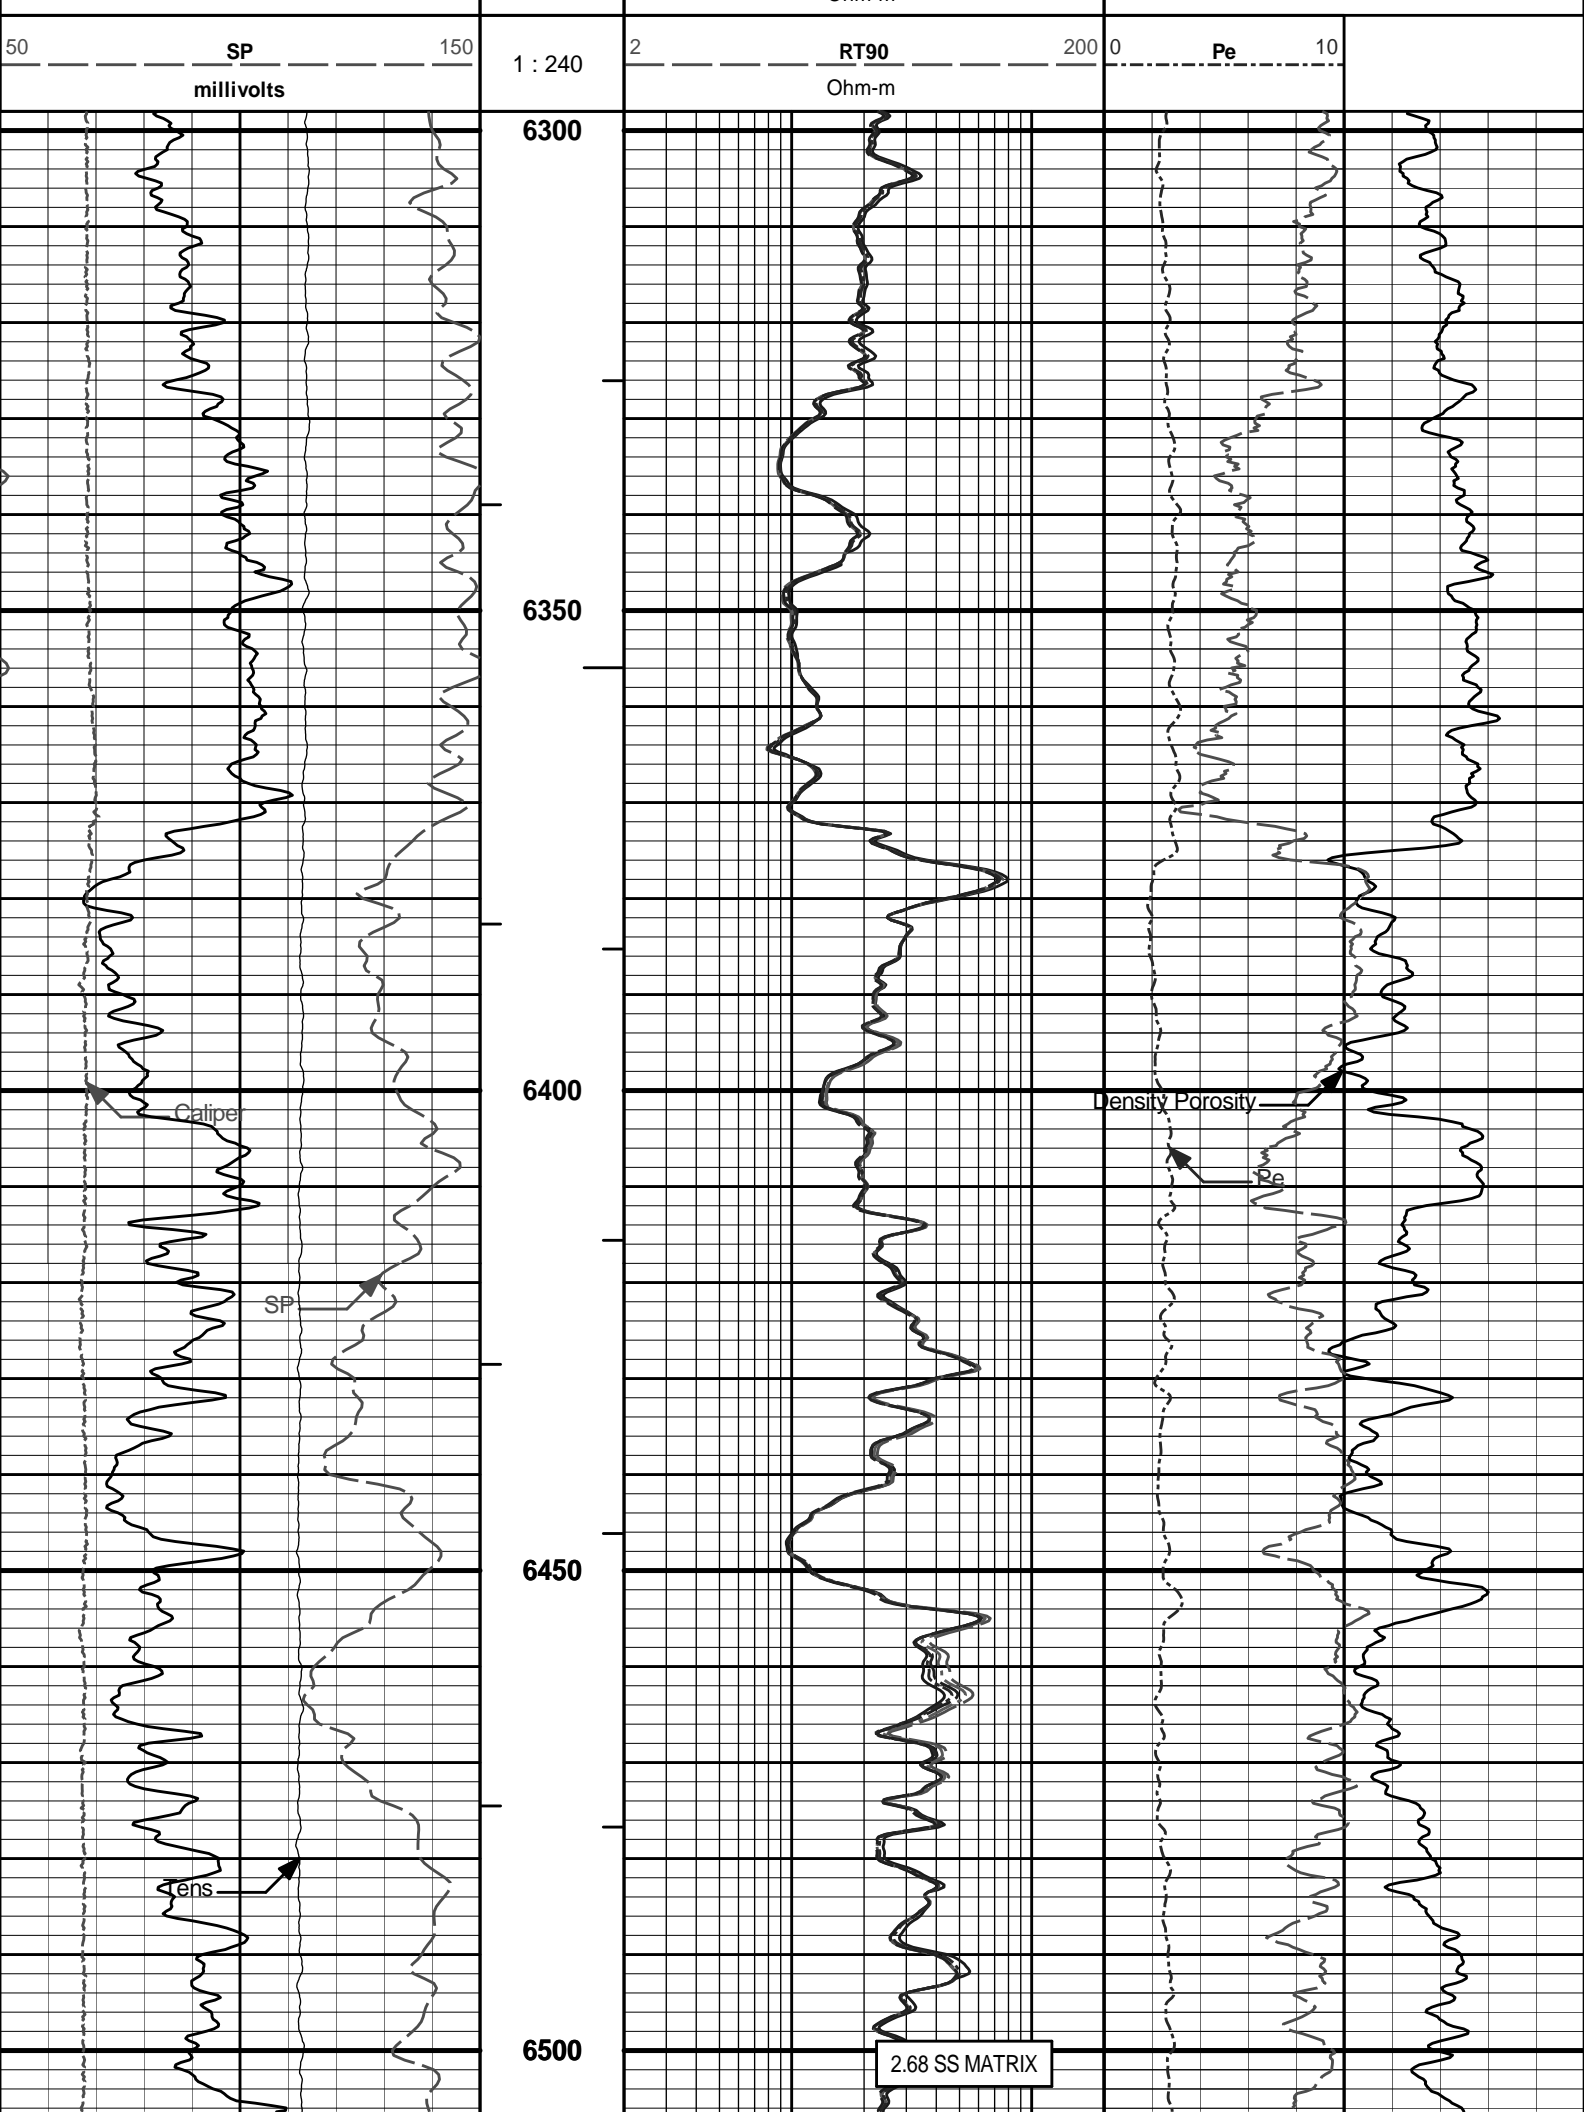 Ohm-m
50 SP 150
millivolts
1 : 240
2 RT90 200
Ohm-m
0 Pe 10
6300
6350
6400
Caliper
Density Porosity
Pe
SP
6450
Tens
6500
2.68 SS MATRIX